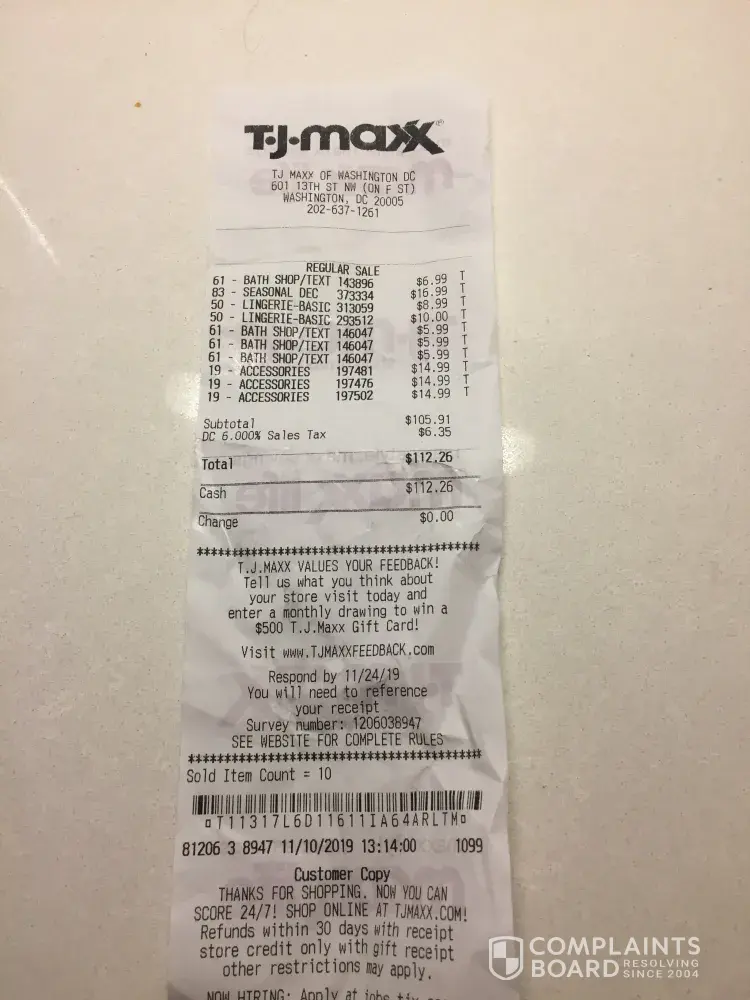 T·J·maxx®
TJ MAXX OF WASHINGTON DC
601 13TH ST NW (ON F ST)
WASHINGTON, DC 20005
202-637-1261
REGULAR SALE
61 - BATH SHOP/TEXT 143896 $6.99 T
83 - SEASONAL DEC 373334 $16.99 T
50 - LINGERIE-BASIC 313059 $8.99 T
50 - LINGERIE-BASIC 293512 $10.00 T
61 - BATH SHOP/TEXT 146047 $5.99 T
61 - BATH SHOP/TEXT 146047 $5.99 T
61 - BATH SHOP/TEXT 146047 $5.99 T
19 - ACCESSORIES 197481 $14.99 T
19 - ACCESSORIES 197476 $14.99 T
19 - ACCESSORIES 197502 $14.99 T
Subtotal $105.91
DC 6.000% Sales Tax $6.35
Total $112.26
Cash $112.26
Change $0.00
******************************************
T.J.MAXX VALUES YOUR FEEDBACK!
Tell us what you think about
your store visit today and
enter a monthly drawing to win a
$500 T.J.Maxx Gift Card!
Visit www.TJMAXXFEEDBACK.com
Respond by 11/24/19
You will need to reference
your receipt
Survey number: 1206038947
SEE WEBSITE FOR COMPLETE RULES
******************************************
Sold Item Count = 10
¤T11317L6D11611IA64ARLTM¤
81206 3 8947 11/10/2019 13:14:00 1099
Customer Copy
THANKS FOR SHOPPING. NOW YOU CAN
SCORE 24/7! SHOP ONLINE AT TJMAXX.COM!
Refunds within 30 days with receipt
store credit only with gift receipt
other restrictions may apply.
NOW HIRING: Apply at jobs.tjx
COMPLAINTS
BOARD RESOLVING
SINCE 2004